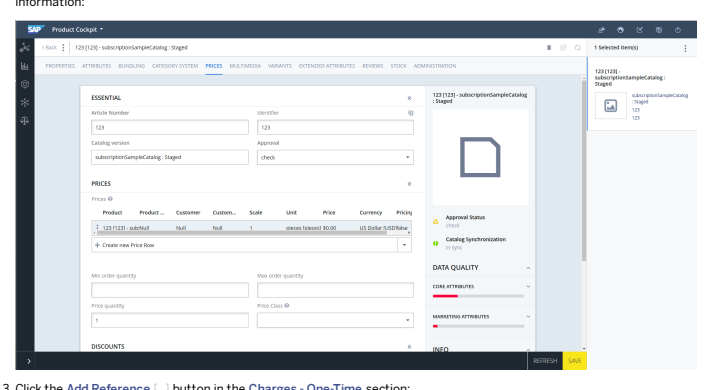 information:
SAP Product Cockpit
< BACK 123 [123] - subscriptionSampleCatalog : Staged
1 Selected Item(s)
PROPERTIES ATTRIBUTES BUNDLING CATEGORY SYSTEM PRICES MULTIMEDIA VARIANTS EXTENDED ATTRIBUTES REVIEWS STOCK ADMINISTRATION
123 [123] -
subscriptionSampleCatalog :
Staged
subscriptionSampleCatalog
: Staged
123
123
ESSENTIAL
Article Number Identifier
123 123
Catalog version Approval
subscriptionSampleCatalog : Staged check
PRICES
Prices
Product Product ... Customer Custom... Scale Unit Price Currency Pricing
123 [123] - sub Null Null Null 1 pieces [pieces] $0.00 US Dollar [USD] false
+ Create new Price Row
Min order quantity Max order quantity
Price quantity Price Class
1
DISCOUNTS
123 [123] - subscriptionSampleCatalog
: Staged
Approval Status
check
Catalog Synchronization
In sync
DATA QUALITY
CORE ATTRIBUTES
MARKETING ATTRIBUTES
INFO
REFRESH SAVE
3. Click the Add Reference [...] button in the Charges - One-Time section: